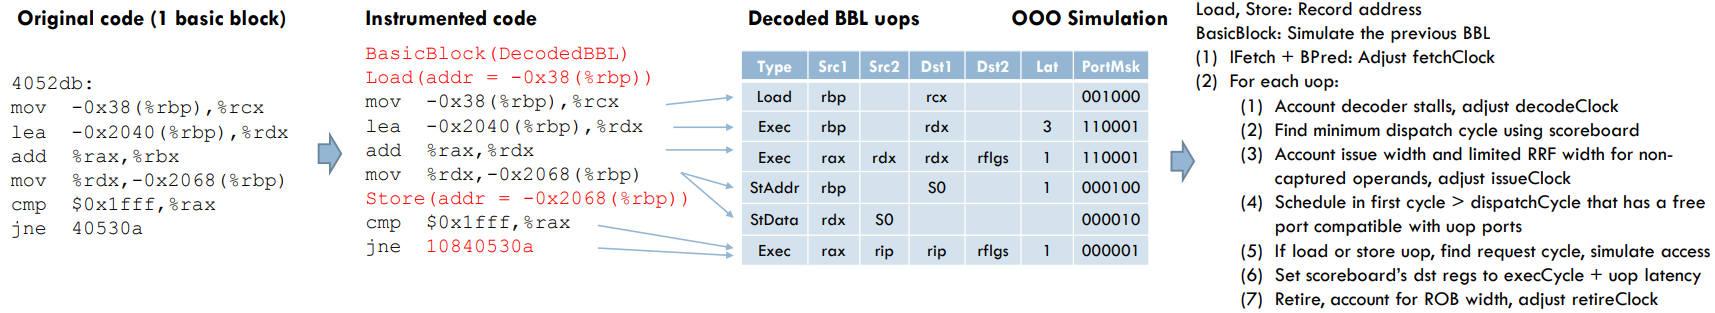 Original code (1 basic block)
4052db:
mov -0x38(%rbp),%rcx
lea -0x2040(%rbp),%rdx
add %rax,%rbx
mov %rdx,-0x2068(%rbp)
cmp $0x1fff,%rax
jne 40530a
Instrumented code
BasicBlock(DecodedBBL)
Load(addr = -0x38(%rbp))
mov -0x38(%rbp),%rcx
lea -0x2040(%rbp),%rdx
add %rax,%rdx
mov %rdx,-0x2068(%rbp)
Store(addr = -0x2068(%rbp))
cmp $0x1fff,%rax
jne 10840530a
Decoded BBL uops
Type Src1 Src2 Dst1 Dst2 Lat PortMsk
Load rbp rcx 001000
Exec rbp rdx 3 110001
Exec rax rdx rdx rflgs 1 110001
StAddr rbp S0 1 000100
StData rdx S0 000010
Exec rax rip rip rflgs 1 000001
OOO Simulation
Load, Store: Record address
BasicBlock: Simulate the previous BBL
(1) IFetch + BPred: Adjust fetchClock
(2) For each uop:
(1) Account decoder stalls, adjust decodeClock
(2) Find minimum dispatch cycle using scoreboard
(3) Account issue width and limited RRF width for non-
captured operands, adjust issueClock
(4) Schedule in first cycle > dispatchCycle that has a free
port compatible with uop ports
(5) If load or store uop, find request cycle, simulate access
(6) Set scoreboard's dst regs to execCycle + uop latency
(7) Retire, account for ROB width, adjust retireClock